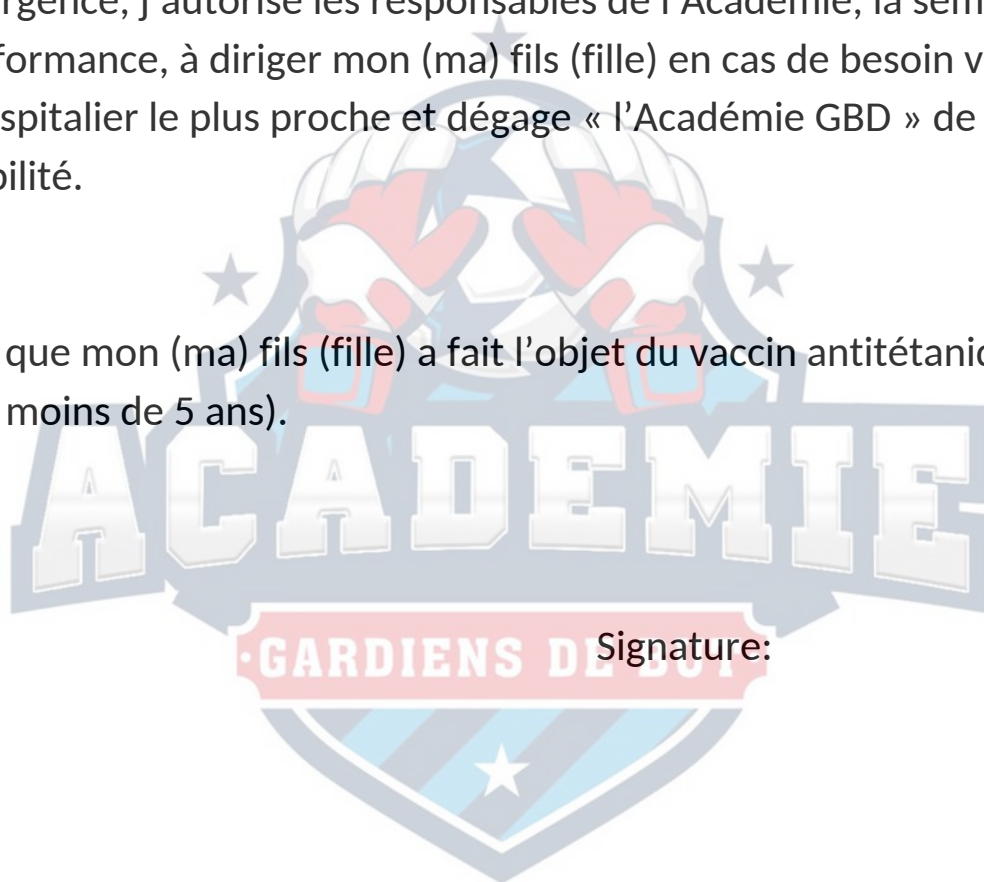 rgence, j'autorise les responsables de l'Académie, la sem
formance, à diriger mon (ma) fils (fille) en cas de besoin v
spitalier le plus proche et dégage « l’Académie GBD » de
bilité.
que mon (ma) fils (fille) a fait l’objet du vaccin antitétanic
moins de 5 ans).
ACADEMIE
Signature:
GARDIENS DE BUT